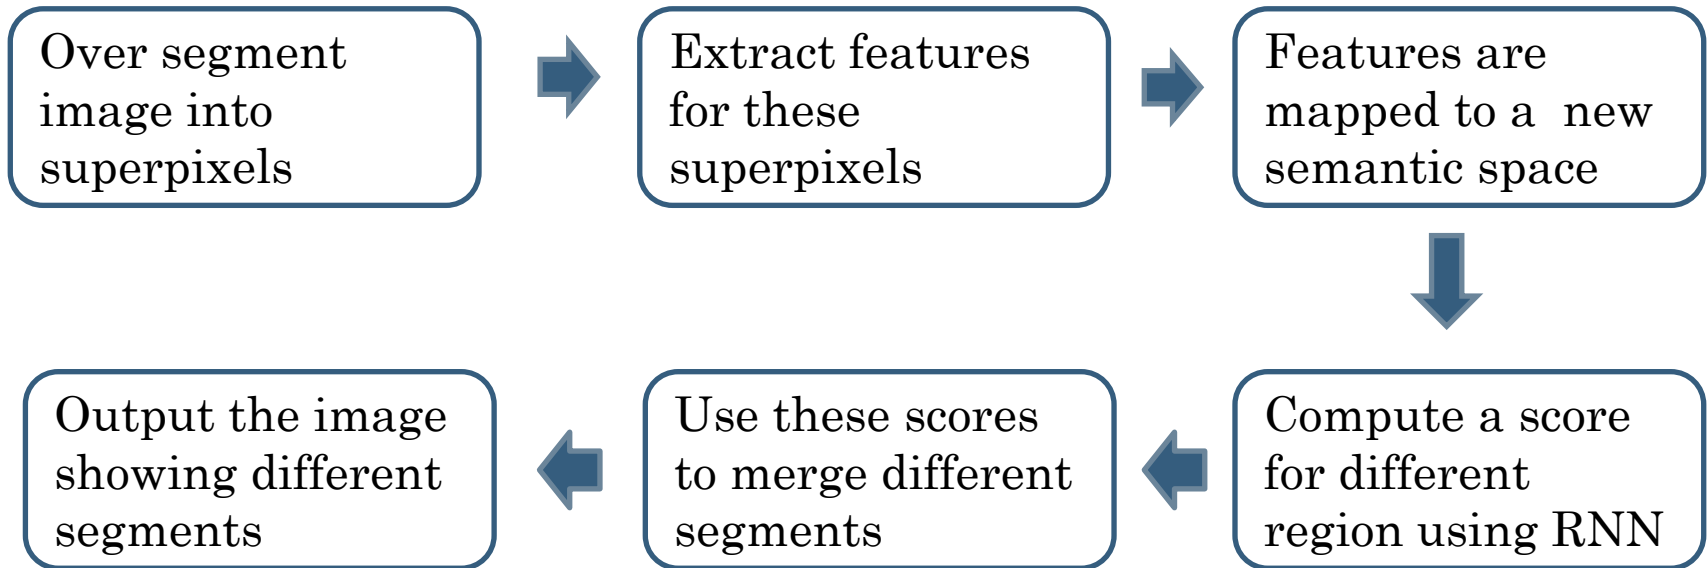 Over segment
image into
superpixels
Extract features
for these
superpixels
Features are
mapped to a  new
semantic space
Compute a score
for different
region using RNN
Use these scores
to merge different
segments
Output the image
showing different
segments